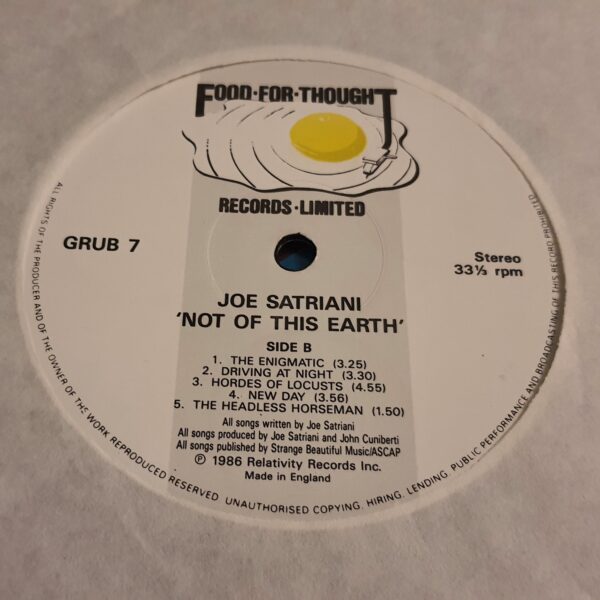 FOOD·FOR·THOUGHT
RECORDS·LIMITED
GRUB 7
Stereo
33⅓ rpm
JOE SATRIANI
'NOT OF THIS EARTH'
SIDE B
1. THE ENIGMATIC (3.25)
2. DRIVING AT NIGHT (3.30)
3. HORDES OF LOCUSTS (4.55)
4. NEW DAY (3.56)
5. THE HEADLESS HORSEMAN (1.50)
All songs written by Joe Satriani
All songs produced by Joe Satriani and John Cuniberti
All songs published by Strange Beautiful Music/ASCAP
℗ 1986 Relativity Records Inc.
Made in England
ALL RIGHTS OF THE PRODUCER AND OF THE OWNER OF THE WORK REPRODUCED RESERVED. UNAUTHORISED COPYING, HIRING, LENDING, PUBLIC PERFORMANCE AND BROADCASTING OF THIS RECORD PROHIBITED